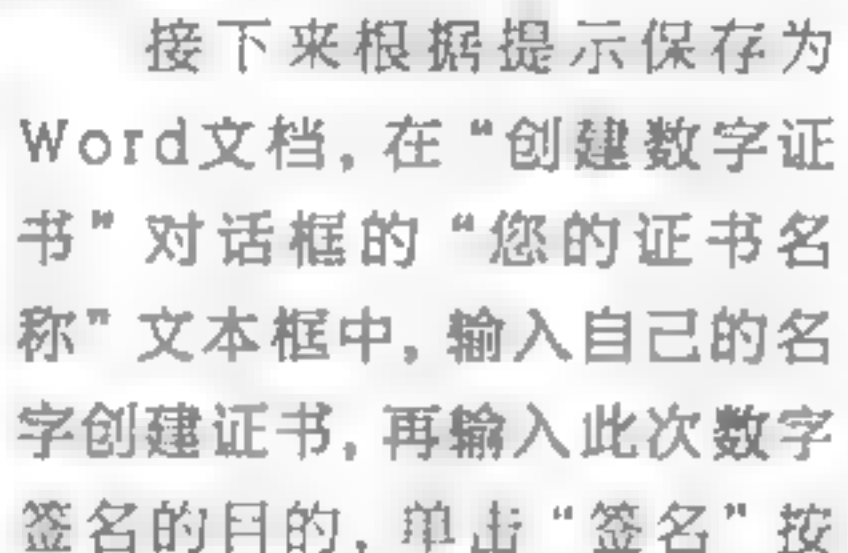 接下来根据提示保存为
Word文档,在“创建数字证
书”对话框的“您的证书名
称”文本框中,输入自己的名
字创建证书,再输入此次数字
签名的目的,单击“签名”按